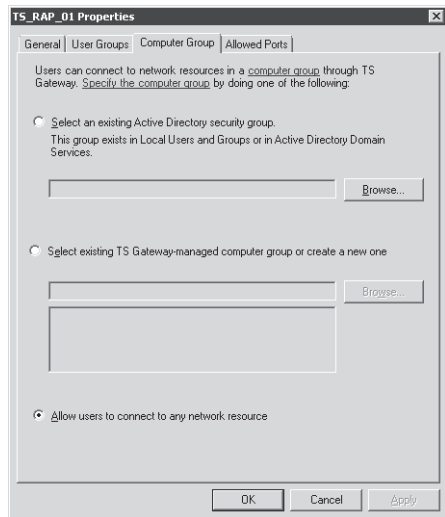 TS_RAP_01 Properties
General
User Groups
Computer Group
Allowed Ports
Users can connect to network resources in a computer group through TS
Gateway. Specify the computer group by doing one of the following:
Select an existing Active Directory security group.
This group exists in Local Users and Groups or in Active Directory Domain
Services.
Browse...
Select existing TS Gateway-managed computer group or create a new one
Browse...
Allow users to connect to any network resource
OK
Cancel
Apply